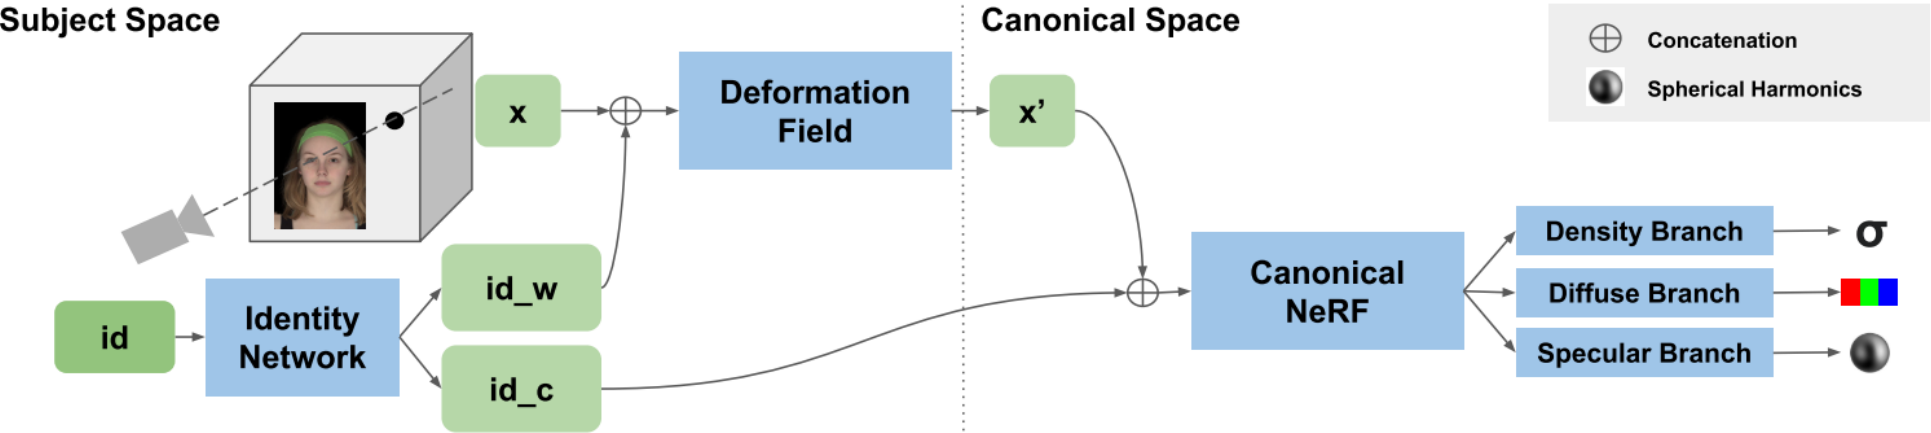 Subject Space
Canonical Space
Concatenation
Spherical Harmonics
x
Deformation
Field
x’
id
Identity
Network
id_w
id_c
Canonical
NeRF
Density Branch
σ
Diffuse Branch
Specular Branch